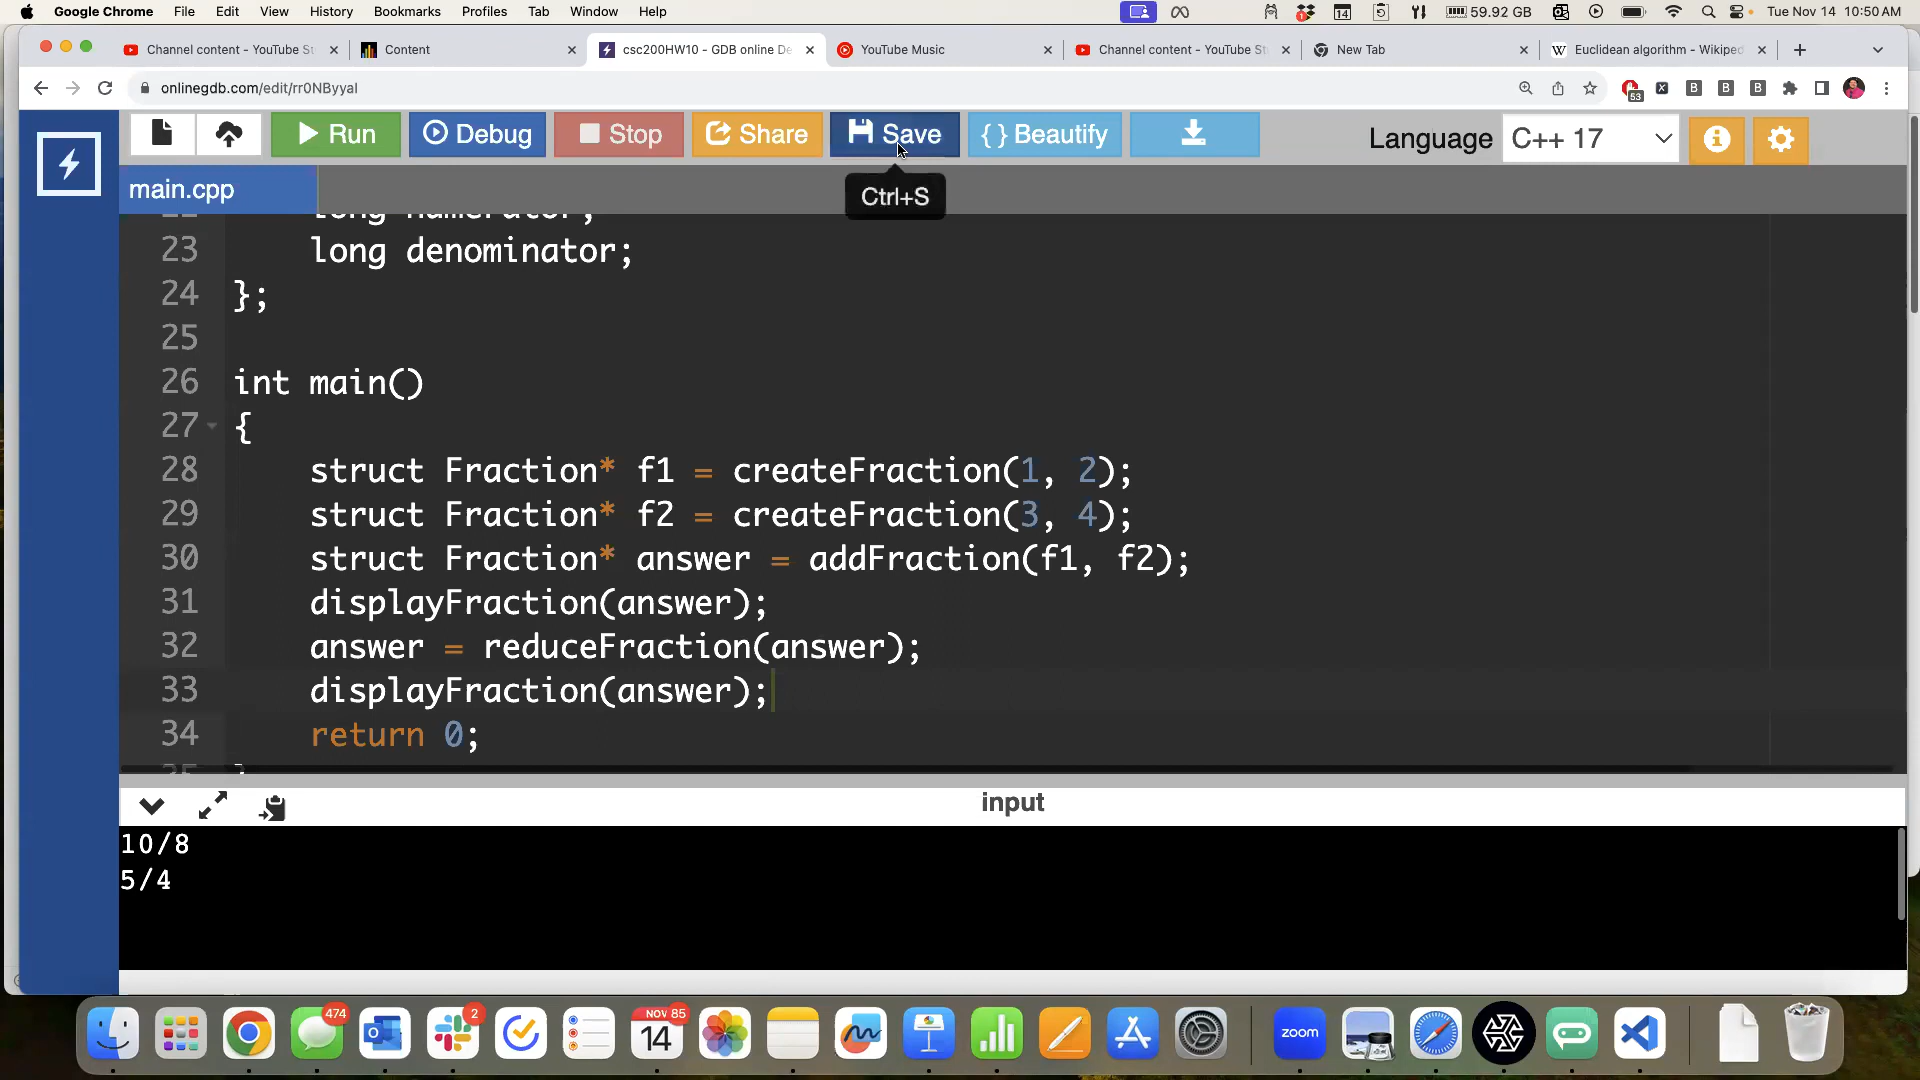 Google Chrome File Edit View History Bookmarks Profiles Tab Window Help 59.92 GB Tue Nov 14 10:50 AM
Channel content - YouTube St Content csc200HW10 - GDB online De YouTube Music Channel content - YouTube St New Tab Euclidean algorithm - Wikiped
onlinegdb.com/edit/rr0NByyal 53
Run Debug Stop Share Save { } Beautify Language C++ 17
main.cpp
Ctrl+S
22 long numerator;
23 long denominator;
24 };
25
26 int main()
27 {
28 struct Fraction* f1 = createFraction(1, 2);
29 struct Fraction* f2 = createFraction(3, 4);
30 struct Fraction* answer = addFraction(f1, f2);
31 displayFraction(answer);
32 answer = reduceFraction(answer);
33 displayFraction(answer);
34 return 0;
input
10/8
5/4
474 2 NOV 85 14 zoom